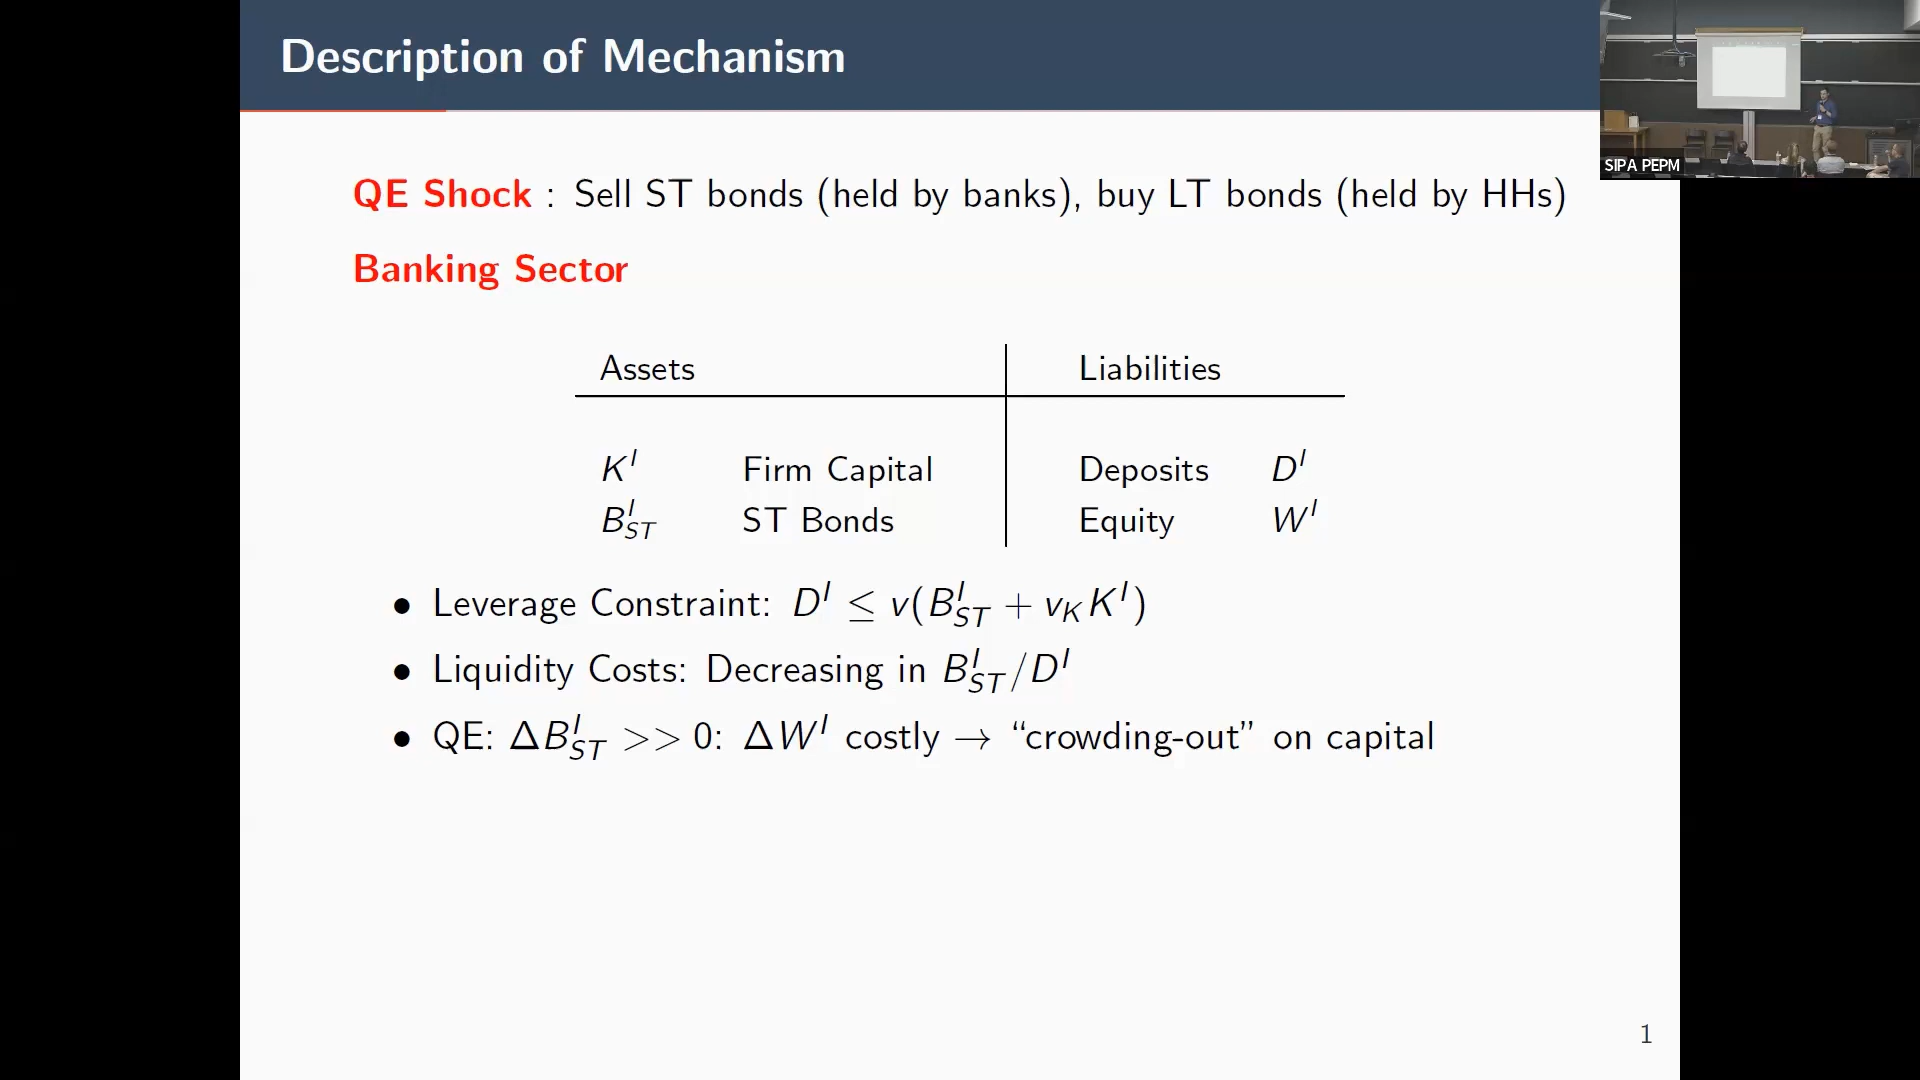 Description of Mechanism
SIPA PEPM
QE Shock : Sell ST bonds (held by banks), buy LT bonds (held by HHs)
Banking Sector
Assets Liabilities
K^I Firm Capital Deposits D^I
B^I_ST ST Bonds Equity W^I
• Leverage Constraint: D^I ≤ v(B^I_ST + v_K K^I)
• Liquidity Costs: Decreasing in B^I_ST/D^I
• QE: ΔB^I_ST >> 0: ΔW^I costly → “crowding-out” on capital
1